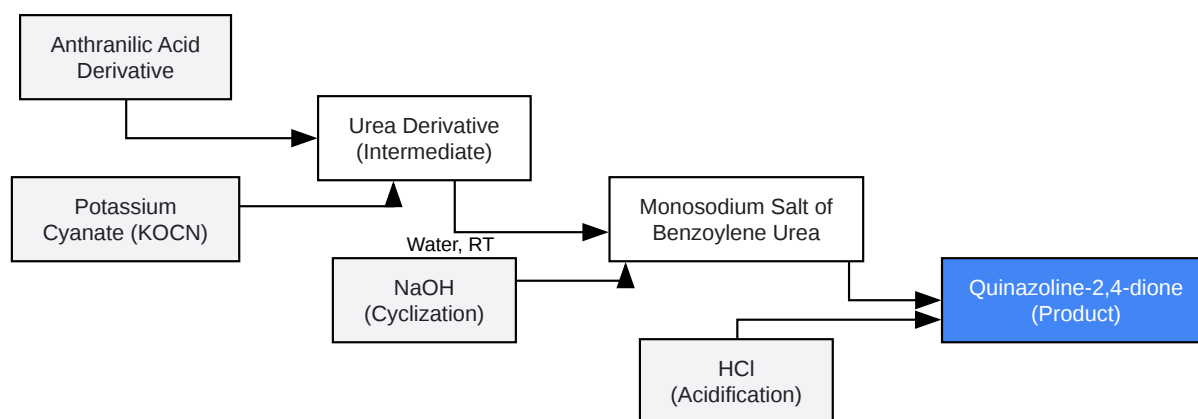 Anthranilic Acid
Derivative
Urea Derivative
(Intermediate)
Potassium
Cyanate (KOCN)
Monosodium Salt of
Benzoylene Urea
Water, RT
NaOH
(Cyclization)
Quinazoline-2,4-dione
(Product)
HCl
(Acidification)